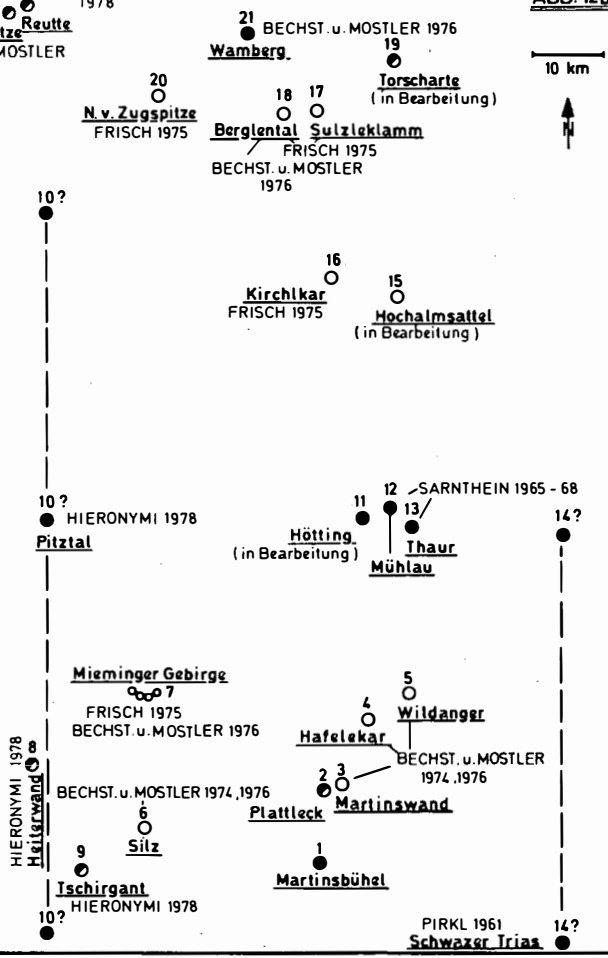 1978
Reutte
tze
MOSTLER
21
BECHST. u. MOSTLER 1976
Wamberg
19
Torscharte
(in Bearbeitung)
10 km
N
20
N. v. Zugspitze
FRISCH 1975
18
17
Berglental
Sulzleklamm
FRISCH 1975
BECHST. u. MOSTLER
1976
10?
16
Kirchlkar
FRISCH 1975
15
Hochalmsattel
(in Bearbeitung)
10?
HIERONYMI 1978
Pitztal
11
12
SARNTHEIN 1965 - 68
13
Hötting
(in Bearbeitung)
Thaur
Mühlau
14?
Mieminger Gebirge
7
FRISCH 1975
BECHST. u. MOSTLER 1976
5
4
Wildanger
Hafelekar
BECHST. u. MOSTLER
1974, 1976
8
HIERONYMI 1978
Heiterwand
BECHST. u. MOSTLER 1974, 1976
6
Silz
2
3
Plattleck
Martinswand
9
Tschirgant
HIERONYMI 1978
1
Martinsbühel
10?
PIRKL 1961
14?
Schwazer Trias